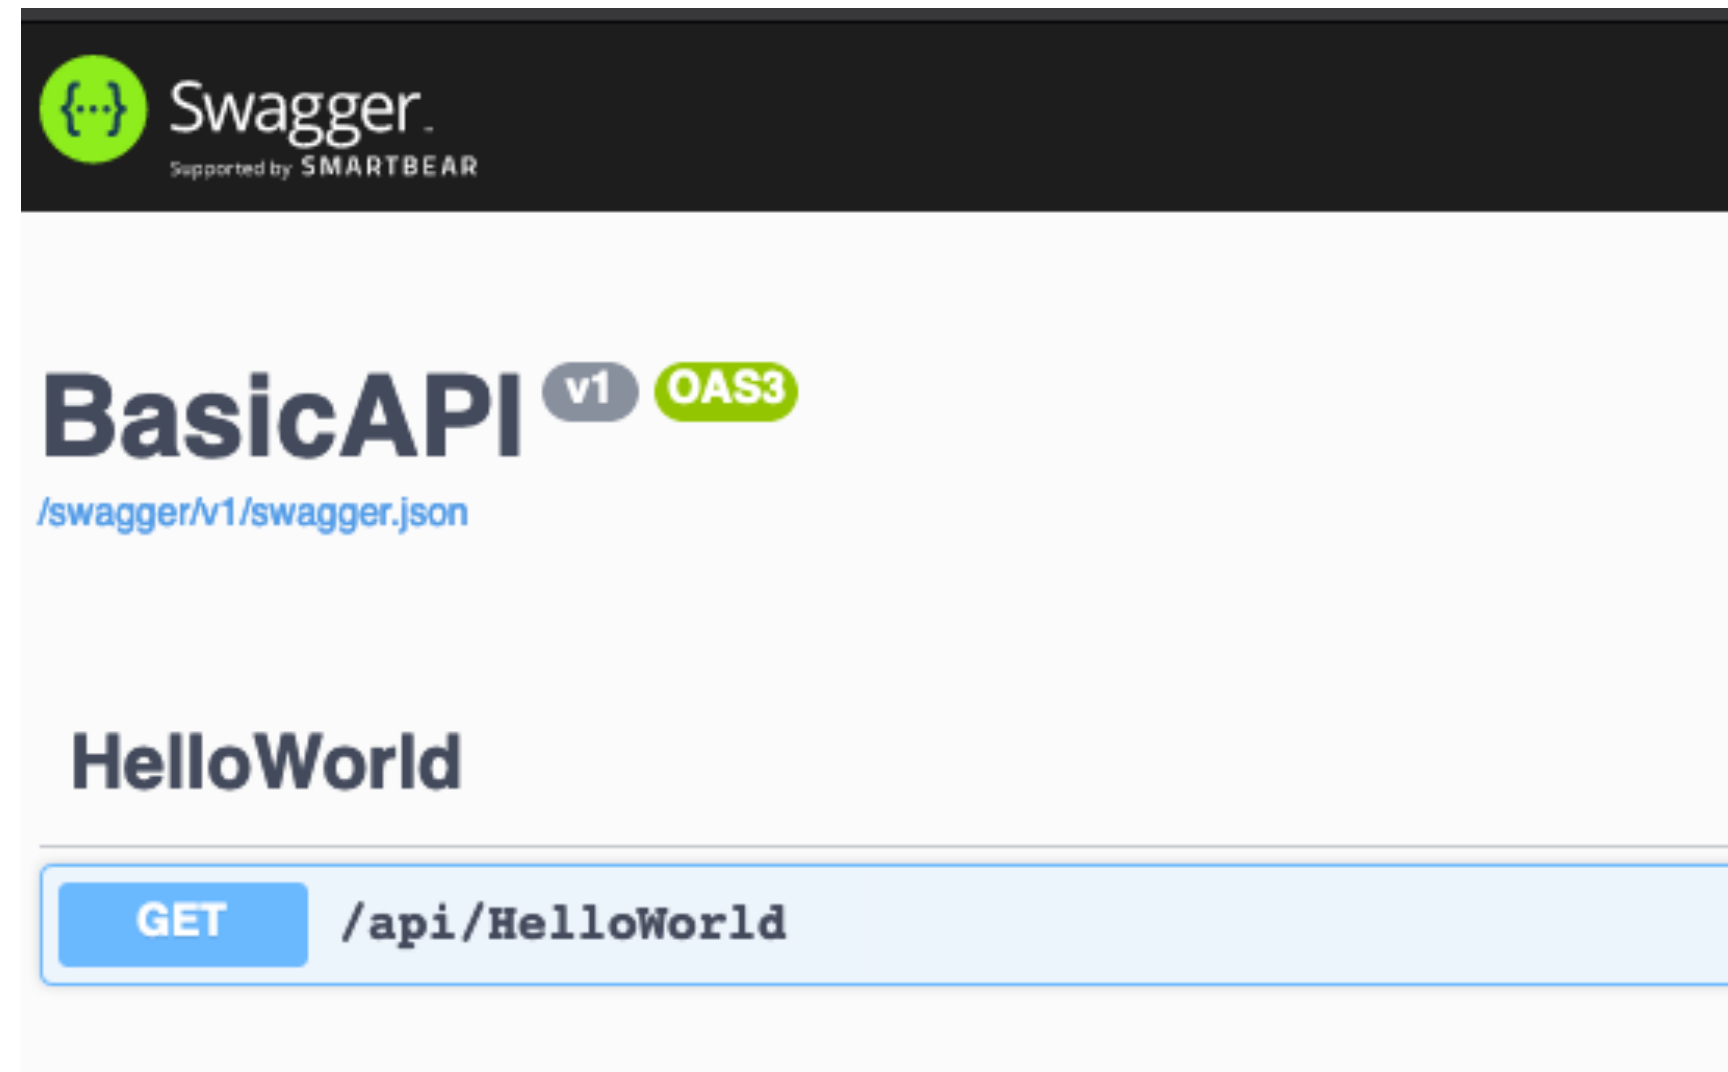 {...} Swagger
Supported by SMARTBEAR
BasicAPI v1 OAS3
/swagger/v1/swagger.json
HelloWorld
GET /api/HelloWorld